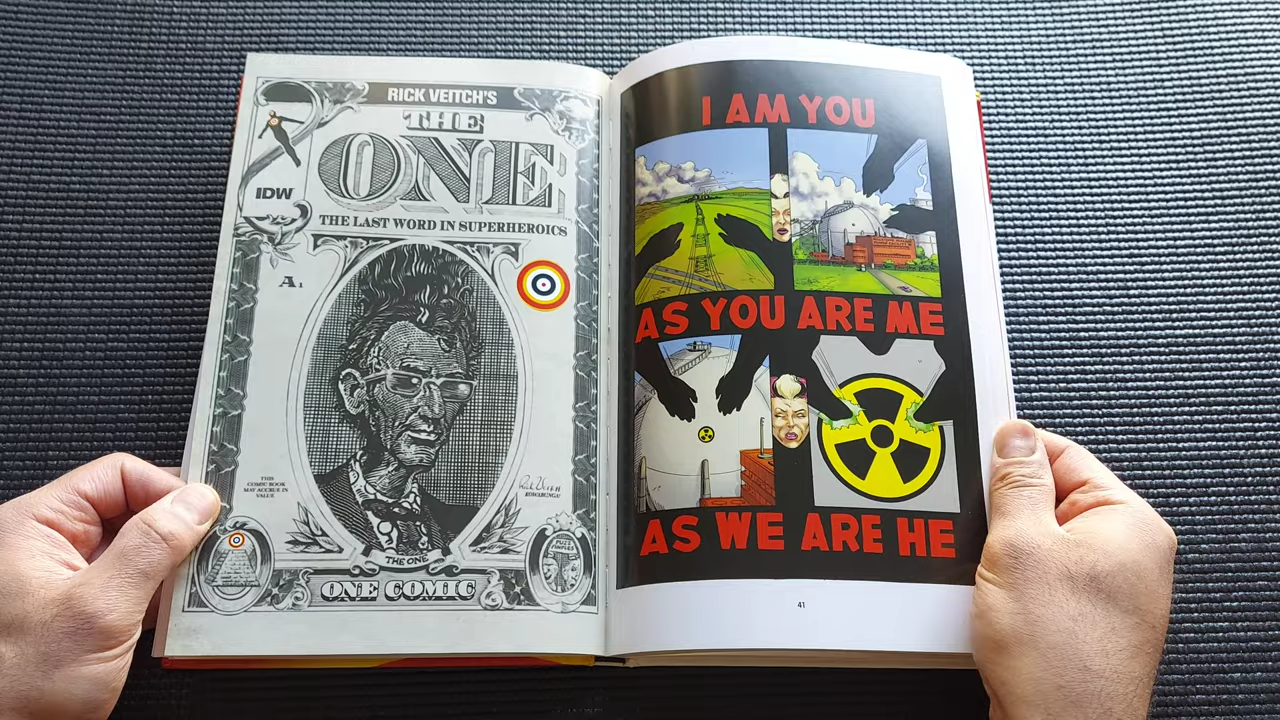 RICK VEITCH'S
THE
ONE
IDW
THE LAST WORD IN SUPERHEROICS
A1
THIS
COMIC BOOK
MAY ACCRUE IN
VALUE
KOWABUNGA!
THE ONE
ONE COMIC
I AM YOU
AS YOU ARE ME
AS WE ARE HE
41